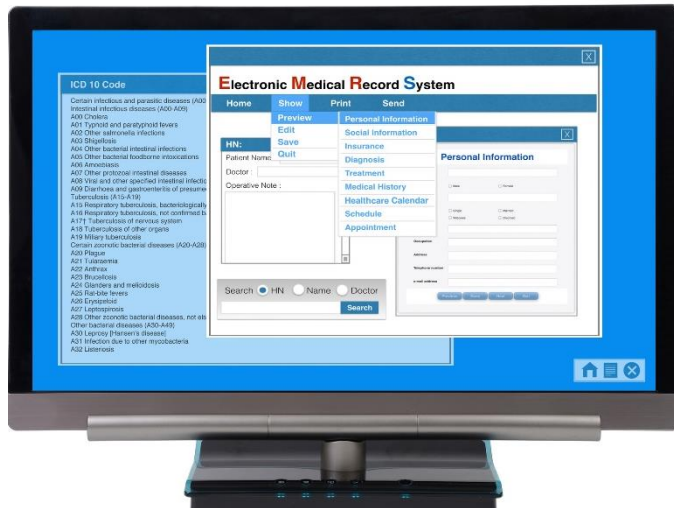 ICD 10 Code
Certain infectious and parasitic diseases (A00
Intestinal infectious diseases (A00-A09)
A00 Cholera
A01 Typhoid and paratyphoid fevers
A02 Other salmonella infections
A03 Shigellosis
A04 Other bacterial intestinal infections
A05 Other bacterial foodborne intoxications
A06 Amoebiasis
A07 Other protozoal intestinal diseases
A08 Viral and other specified intestinal infectio
A09 Diarrhoea and gastroenteritis of presume
Tuberculosis (A15-A19)
A15 Respiratory tuberculosis, bacteriologically
A16 Respiratory tuberculosis, not confirmed b
A17† Tuberculosis of nervous system
A18 Tuberculosis of other organs
A19 Miliary tuberculosis
Certain zoonotic bacterial diseases (A20-A28)
A20 Plague
A21 Tularaemia
A22 Anthrax
A23 Brucellosis
A24 Glanders and melioidosis
A25 Rat-bite fevers
A26 Erysipeloid
A27 Leptospirosis
A28 Other zoonotic bacterial diseases, not els
Other bacterial diseases (A30-A49)
A30 Leprosy [Hansen's disease]
A31 Infection due to other mycobacteria
A32 Listeriosis
X
Electronic Medical Record System
Home Show Print Send
Preview
Edit
Save
Quit
Personal Information
Social Information
Insurance
Diagnosis
Treatment
Medical History
Healthcare Calendar
Schedule
Appointment
HN:
Patient Name
Doctor :
Operative Note :
Search HN Name Doctor
Search
X
Personal Information
Occupation
Address
Telephone number
e-mail address